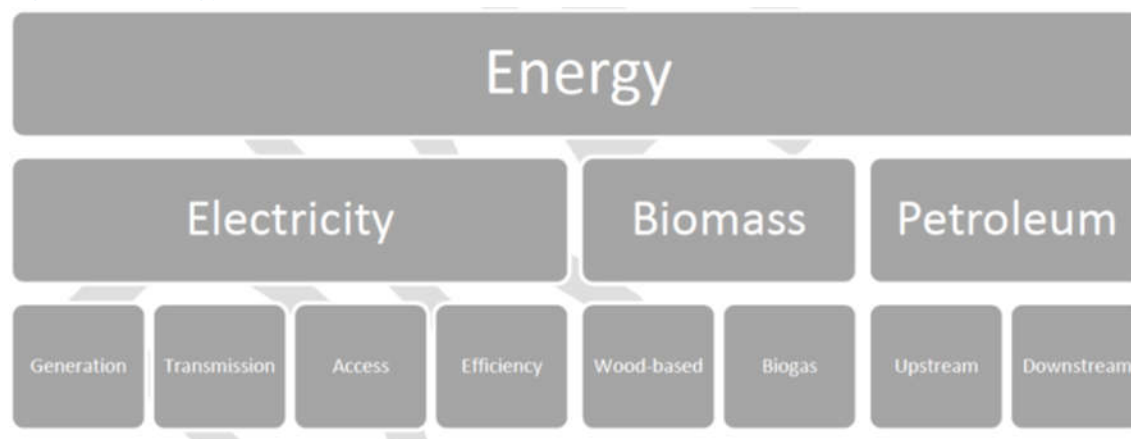 Energy
Electricity Biomass Petroleum
Generation Transmission Access Efficiency Wood-based Biogas Upstream Downstream